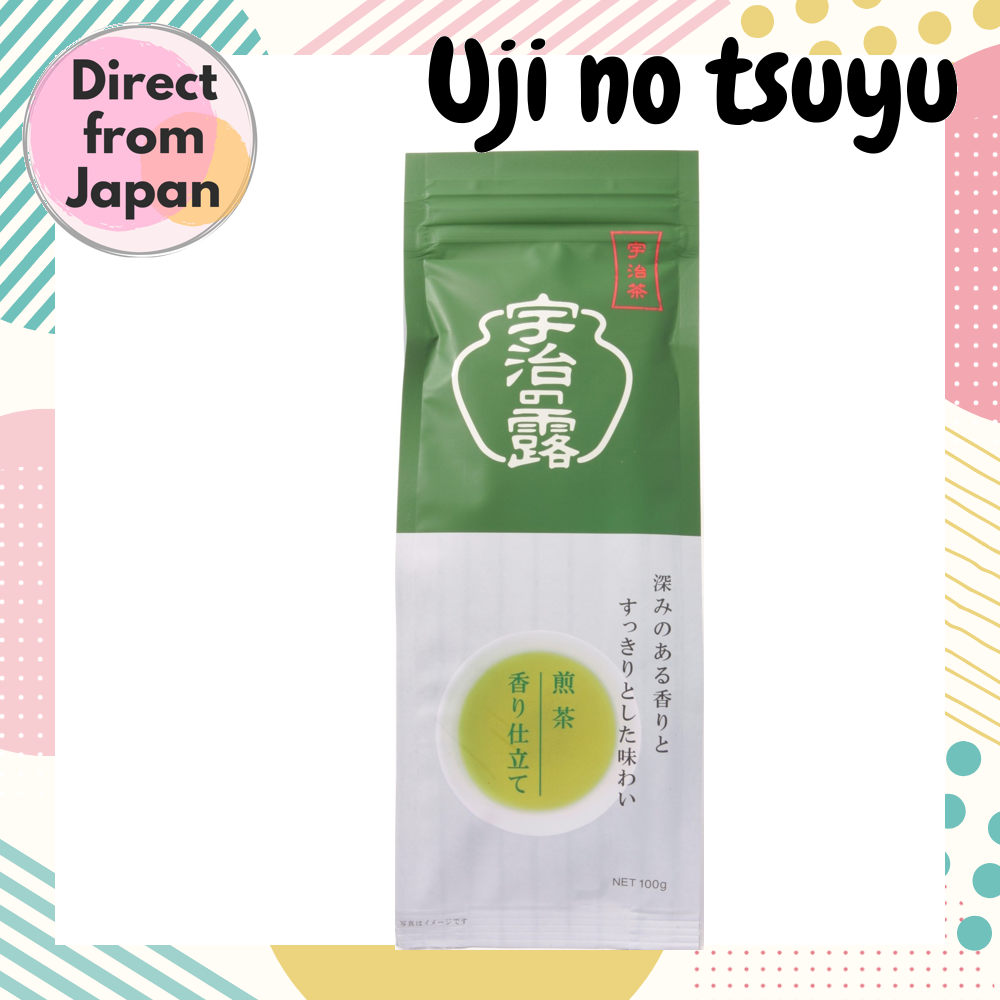 Direct
from
Japan
Uji no tsuyu
宇治茶
宇治の露
深みのある香りと
すっきりとした味わい
煎茶
香り仕立て
NET 100g
写真はイメージです